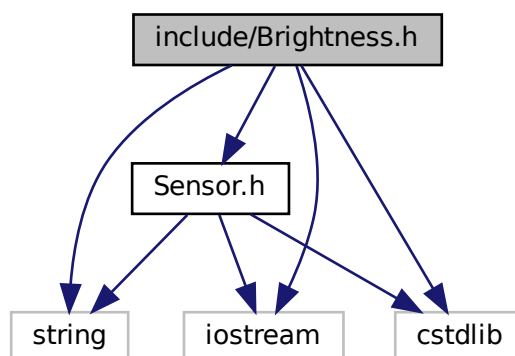 include/Brightness.h
Sensor.h
string
iostream
cstdlib